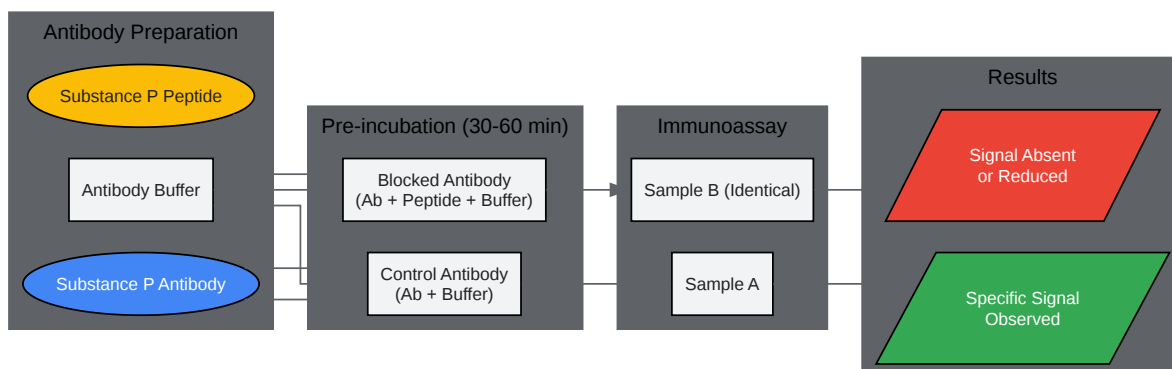 Antibody Preparation
Substance P Peptide
Antibody Buffer
Substance P Antibody
Pre-incubation (30-60 min)
Blocked Antibody
(Ab + Peptide + Buffer)
Control Antibody
(Ab + Buffer)
Immunoassay
Sample B (Identical)
Sample A
Results
Signal Absent
or Reduced
Specific Signal
Observed